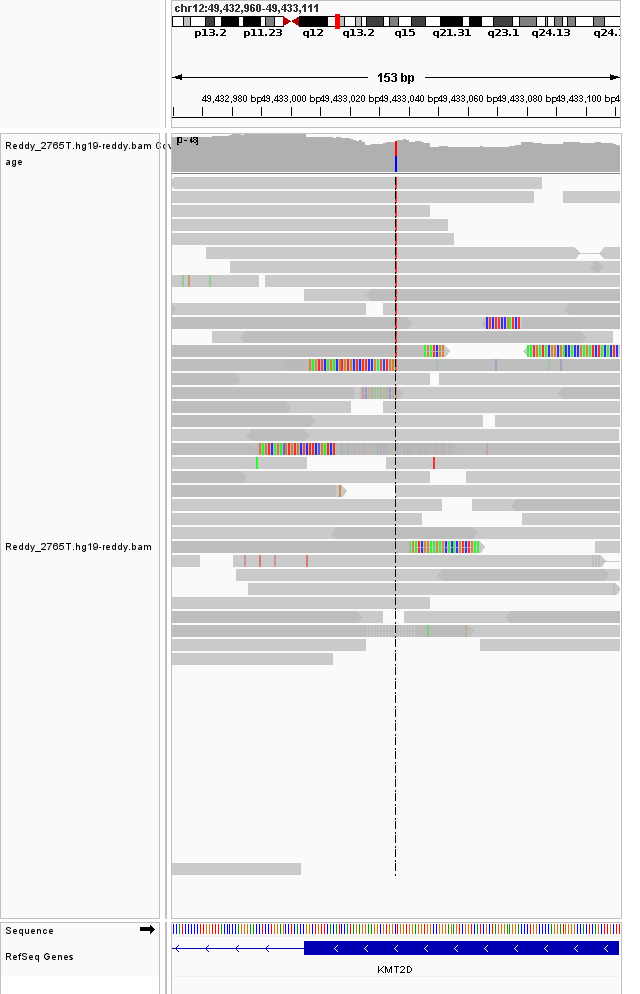 chr12:49,432,960-49,433,111
p13.2 p11.23 q12 q13.2 q15 q21.31 q23.1 q24.13 q24.
153 bp
49,432,980 bp 49,433,000 bp 49,433,020 bp 49,433,040 bp 49,433,060 bp 49,433,080 bp 49,433,100 bp 4
Reddy_2765T.hg19-reddy.bam Cov
age
Reddy_2765T.hg19-reddy.bam
Sequence
RefSeq Genes
KMT2D